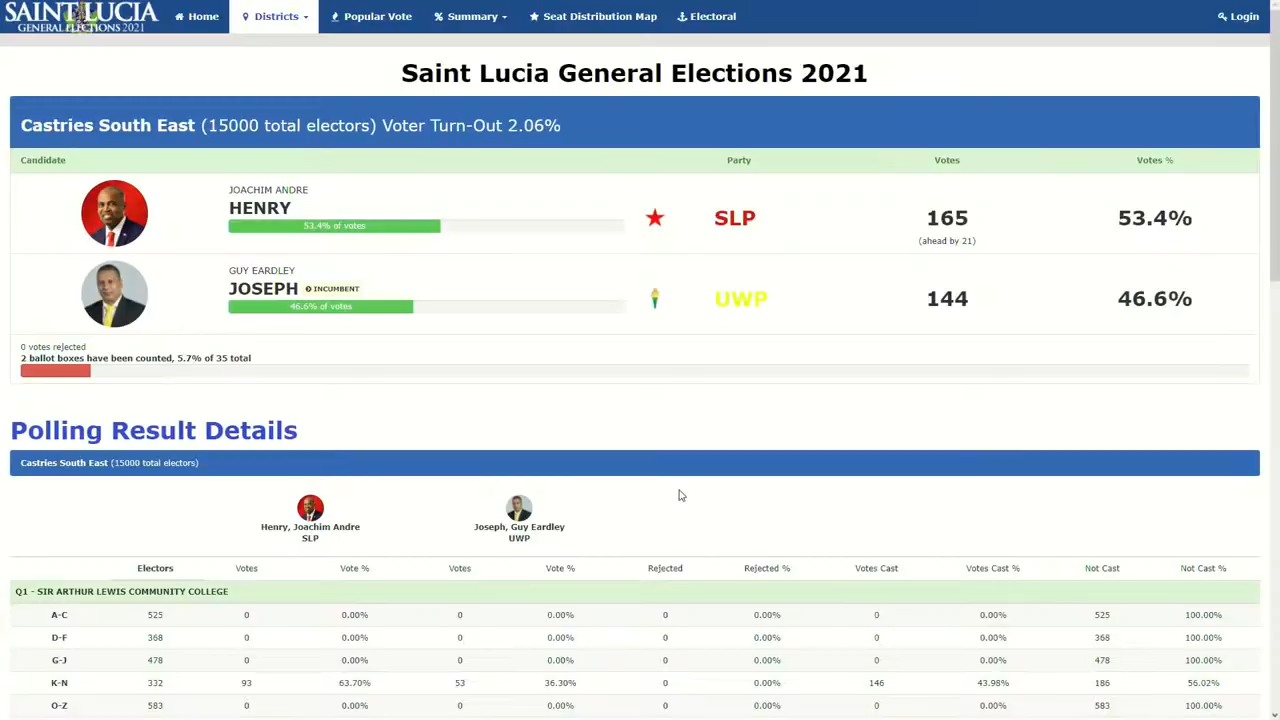 SAINT LUCIA
GENERAL ELECTIONS 2021
Home
Districts
Popular Vote
Summary
Seat Distribution Map
Electoral
Login
Saint Lucia General Elections 2021
Castries South East (15000 total electors) Voter Turn-Out 2.06%
Candidate Party Votes Votes %
JOACHIM ANDRE
HENRY
53.4% of votes
SLP
165
(ahead by 21)
53.4%
GUY EARDLEY
JOSEPH INCUMBENT
46.6% of votes
UWP
144
46.6%
0 votes rejected
2 ballot boxes have been counted, 5.7% of 35 total
Polling Result Details
Castries South East (15000 total electors)
Henry, Joachim Andre
SLP
Joseph, Guy Eardley
UWP
Electors Votes Vote % Votes Vote % Rejected Rejected % Votes Cast Votes Cast % Not Cast Not Cast %
Q1 - SIR ARTHUR LEWIS COMMUNITY COLLEGE
A-C 525 0 0.00% 0 0.00% 0 0.00% 0 0.00% 525 100.00%
D-F 368 0 0.00% 0 0.00% 0 0.00% 0 0.00% 368 100.00%
G-J 478 0 0.00% 0 0.00% 0 0.00% 0 0.00% 478 100.00%
K-N 332 93 63.70% 53 36.30% 0 0.00% 146 43.98% 186 56.02%
O-Z 583 0 0.00% 0 0.00% 0 0.00% 0 0.00% 583 100.00%